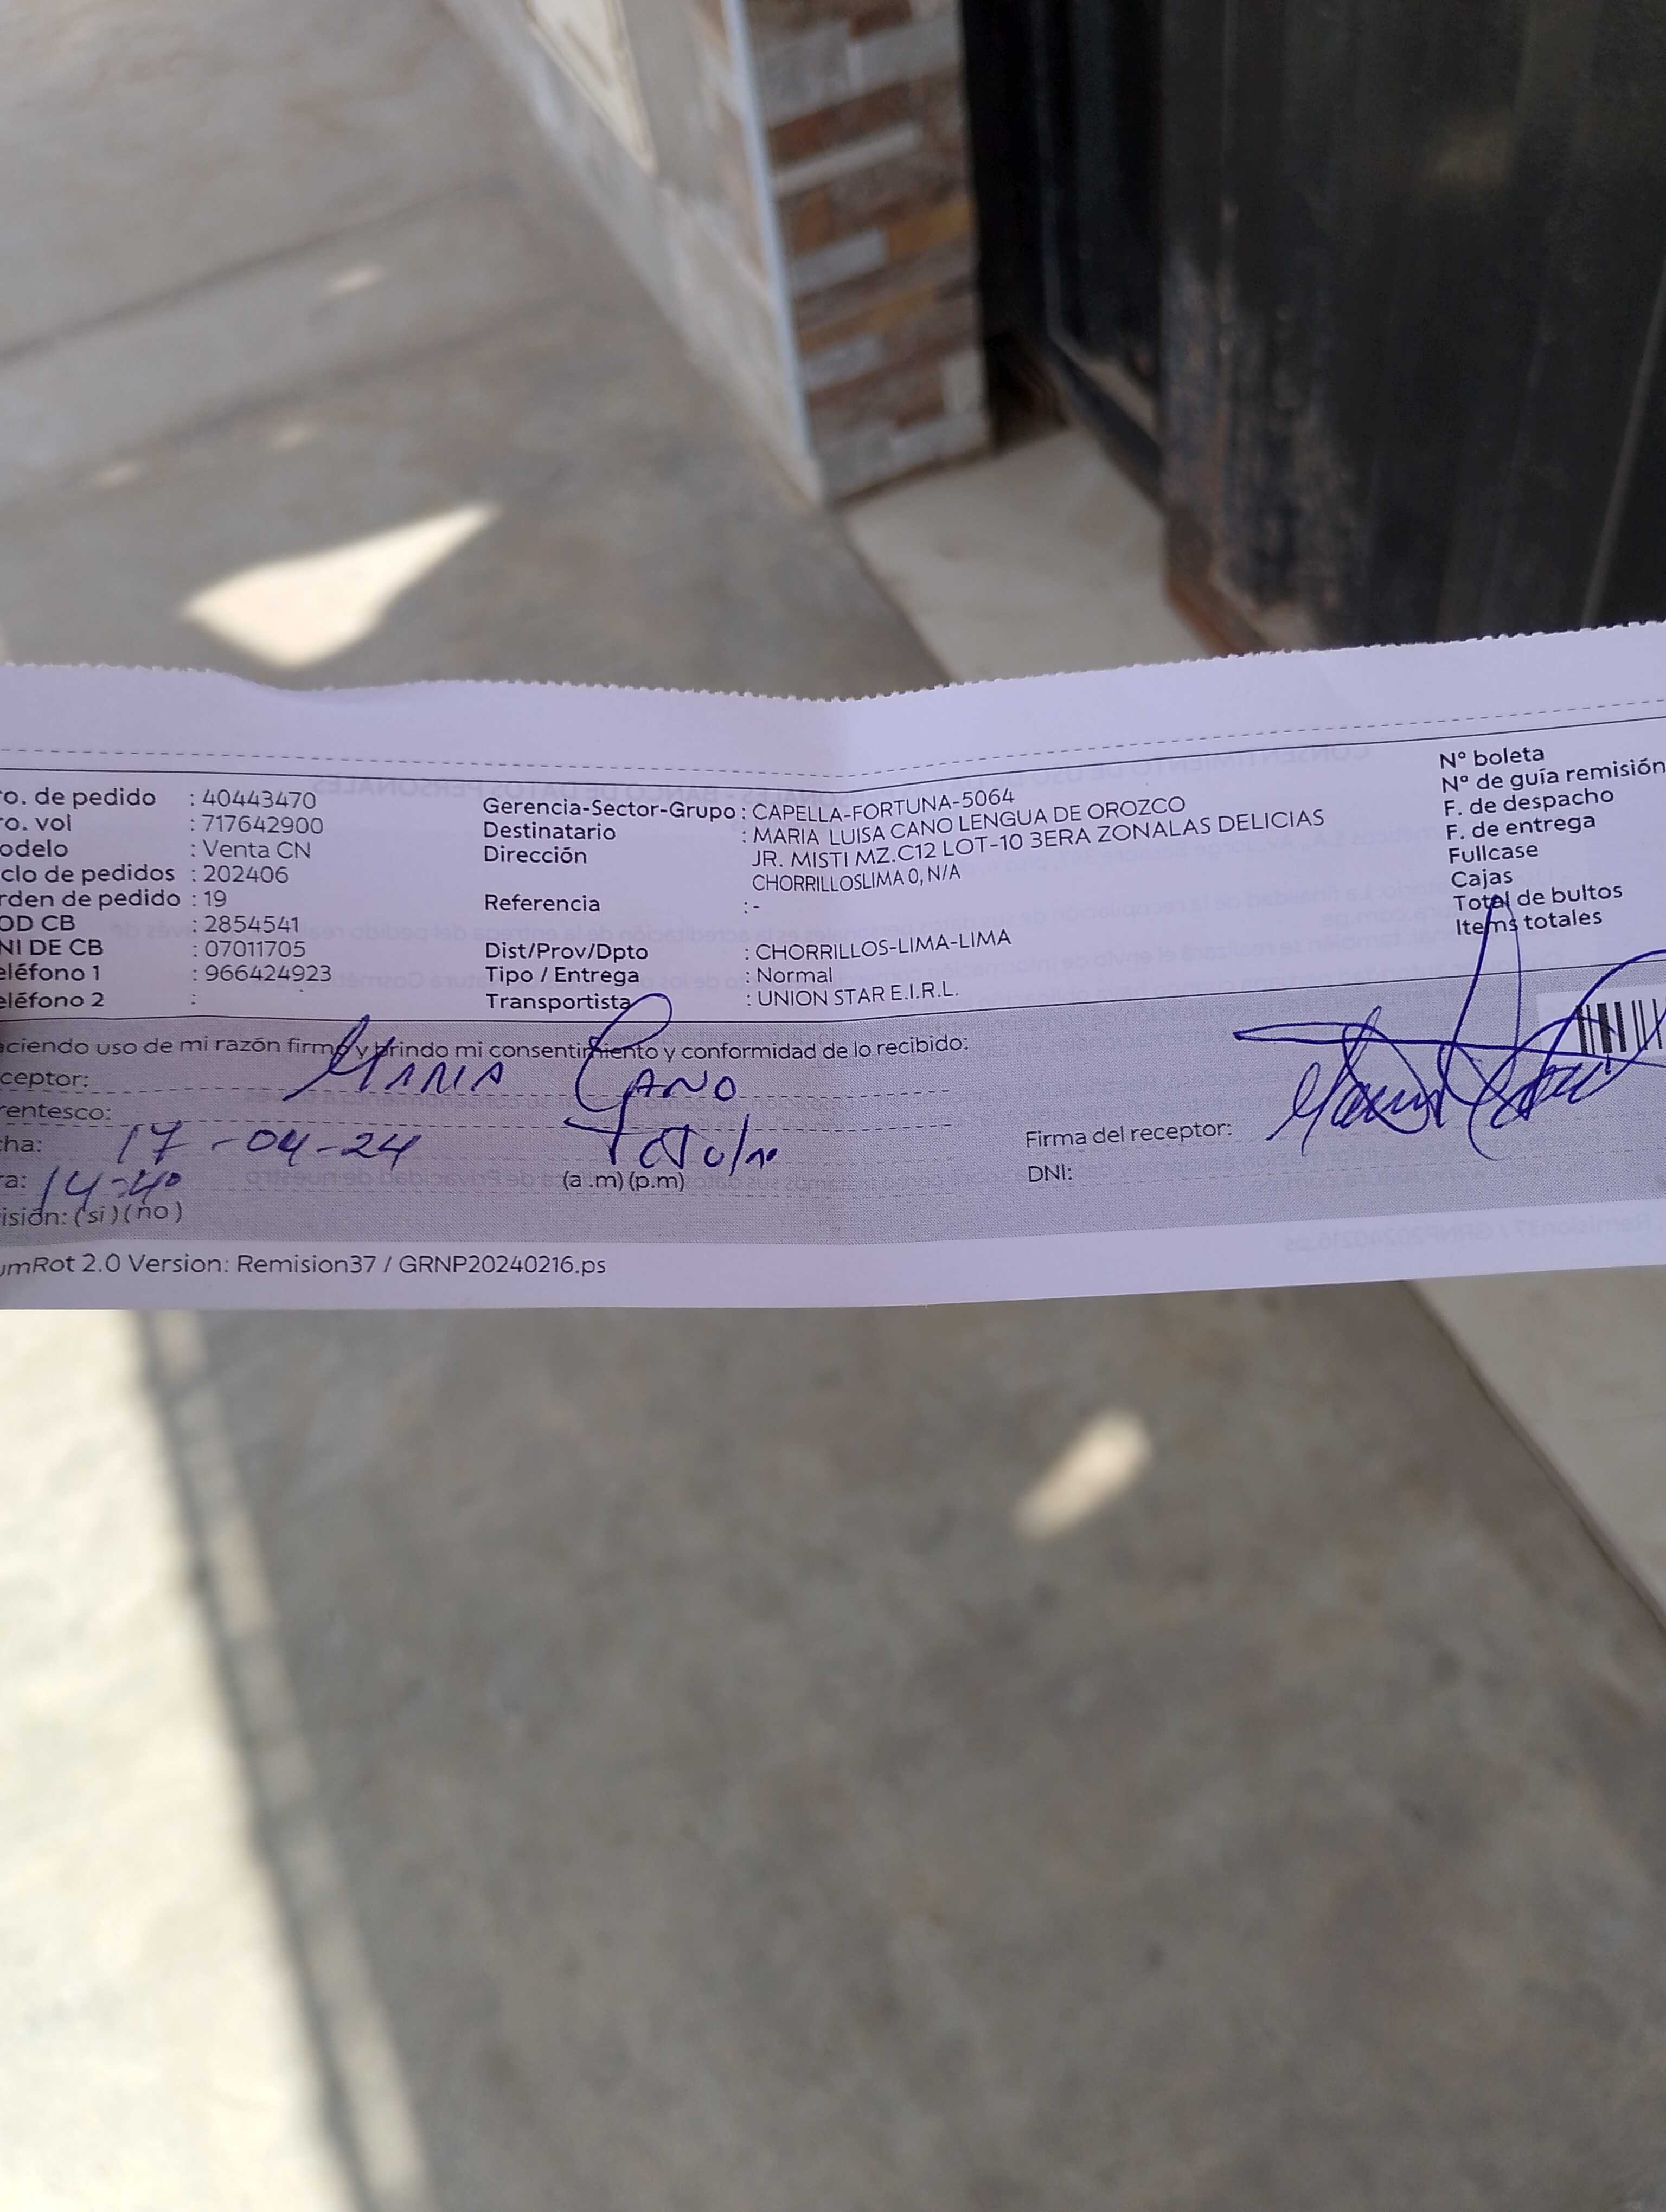 ro. de pedido : 40443470
ro. vol : 717642900
odelo : Venta CN
clo de pedidos : 202406
rden de pedido : 19
OD CB : 2854541
NI DE CB : 07011705
eléfono 1 : 966424923
eléfono 2 :
Gerencia-Sector-Grupo : CAPELLA-FORTUNA-5064
Destinatario : MARIA LUISA CANO LENGUA DE OROZCO
Dirección JR. MISTI MZ.C12 LOT-10 3ERA ZONALAS DELICIAS
CHORRILLOSLIMA 0, N/A
Referencia :-
Dist/Prov/Dpto : CHORRILLOS-LIMA-LIMA
Tipo / Entrega : Normal
Transportista : UNION STAR E.I.R.L.
Nº boleta
Nº de guía remisión
F. de despacho
F. de entrega
Fullcase
Cajas
Total de bultos
Items totales
aciendo uso de mi razón firmo y brindo mi consentimiento y conformidad de lo recibido:
ceptor: MARIA CANO
rentesco:
cha: 17-04-24
ra: 14:40 (a .m) (p.m)
isión: (si) (no)
Firma del receptor:
DNI:
umRot 2.0 Version: Remision37 / GRNP20240216.ps